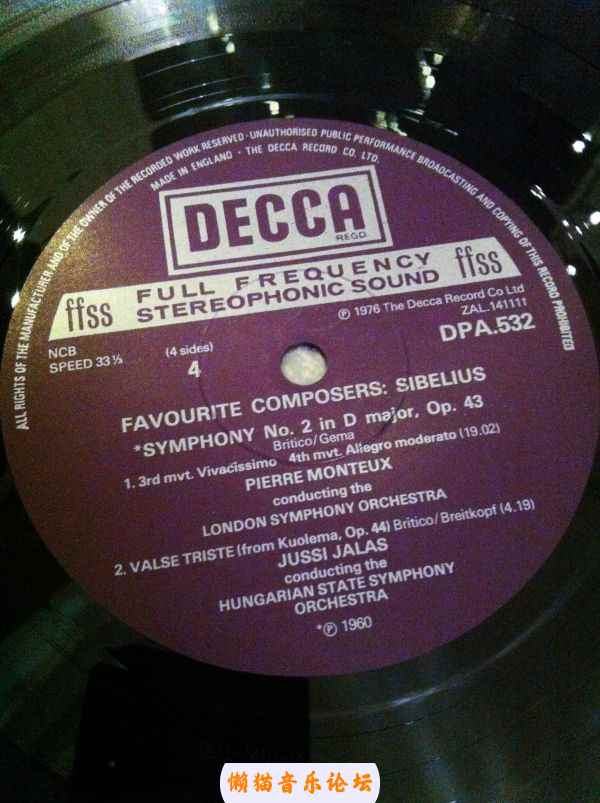 ALL RIGHTS OF THE MANUFACTURER AND OF THE OWNER OF THE RECORDED WORK RESERVED · UNAUTHORISED PUBLIC PERFORMANCE BROADCASTING AND COPYING OF THIS RECORD PROHIBITED
MADE IN ENGLAND · THE DECCA RECORD CO. LTD.
DECCA
REGD.
ffss FULL FREQUENCY STEREOPHONIC SOUND ffss
℗ 1976 The Decca Record Co Ltd
NCB
SPEED 33⅓
(4 sides)
4
ZAL.14111T
DPA.532
FAVOURITE COMPOSERS: SIBELIUS
*SYMPHONY No. 2 in D major, Op. 43
Britico/Gema
1. 3rd mvt. Vivacissimo 4th mvt. Allegro moderato (19.02)
PIERRE MONTEUX
conducting the
LONDON SYMPHONY ORCHESTRA
2. VALSE TRISTE (from Kuolema, Op. 44) Britico/Breitkopf (4.19)
JUSSI JALAS
conducting the
HUNGARIAN STATE SYMPHONY
ORCHESTRA
*℗ 1960
懒猫音乐论坛